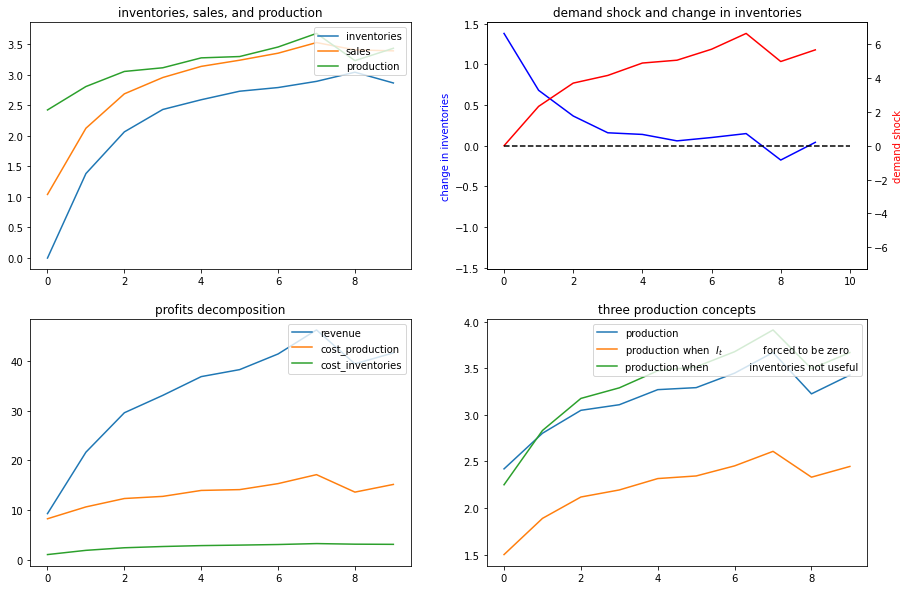 inventories, sales, and production
inventories
sales
production
3.5
3.0
2.5
2.0
1.5
1.0
0.5
0.0
0 2 4 6 8
demand shock and change in inventories
change in inventories
1.5
1.0
0.5
0.0
−0.5
−1.0
−1.5
6
4
2
0
−2
−4
−6
demand shock
0 2 4 6 8 10
profits decomposition
revenue
cost_production
cost_inventories
40
30
20
10
0
0 2 4 6 8
three production concepts
production
production when I_t forced to be zero
production when inventories not useful
4.0
3.5
3.0
2.5
2.0
1.5
0 2 4 6 8